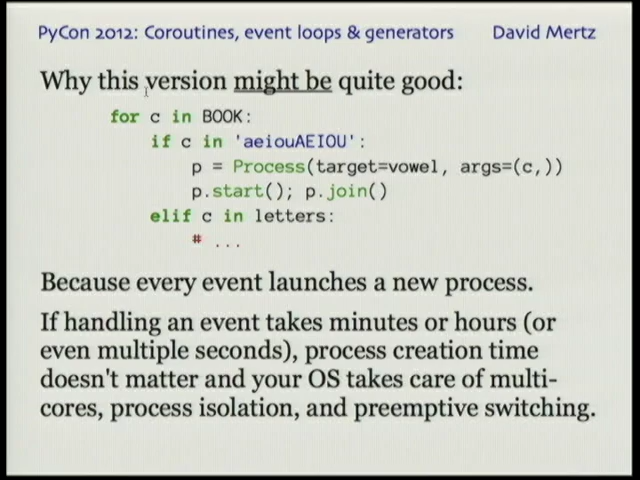 PyCon 2012: Coroutines, event loops & generators David Mertz
Why this version might be quite good:
for c in BOOK:
if c in 'aeiouAEIOU':
p = Process(target=vowel, args=(c,))
p.start(); p.join()
elif c in letters:
# ...
Because every event launches a new process.
If handling an event takes minutes or hours (or
even multiple seconds), process creation time
doesn't matter and your OS takes care of multi-
cores, process isolation, and preemptive switching.